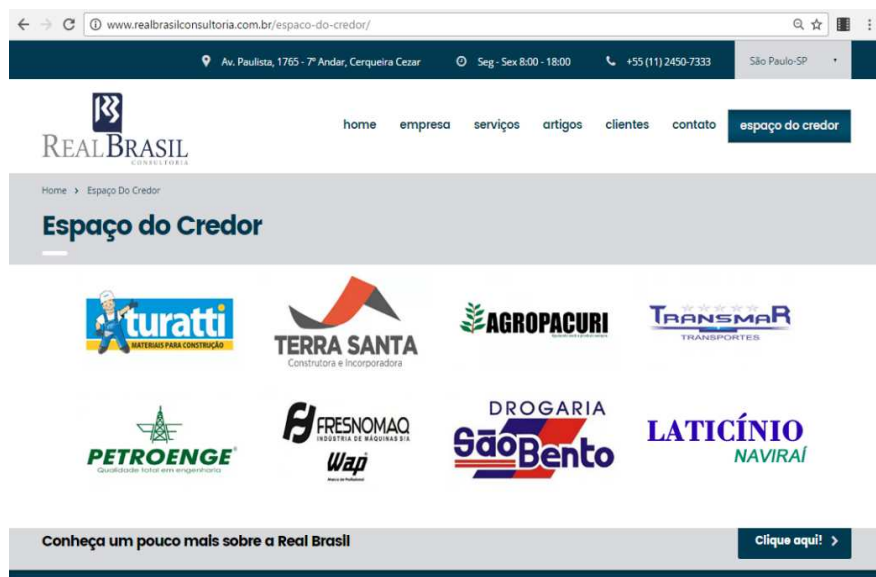 www.realbrasilconsultoria.com.br/espaco-do-credor/
Av. Paulista, 1765 - 7º Andar, Cerqueira Cezar
Seg - Sex 8:00 - 18:00
+55 (11) 2450-7333
São Paulo-SP
REALBRASIL
CONSULTORIA
home empresa serviços artigos clientes contato espaço do credor
Home > Espaço Do Credor
Espaço do Credor
turatti
MATERIAIS PARA CONSTRUÇÃO
TERRA SANTA
Construtora e Incorporadora
AGROPACURI
TRANSMAR
TRANSPORTES
PETROENGE
Qualidade total em engenharia
FRESNOMAQ
INDÚSTRIA DE MÁQUINAS S/A
Wap
DROGARIA
São Bento
LATICÍNIO
NAVIRAÍ
Conheça um pouco mais sobre a Real Brasil
Clique aqui! >